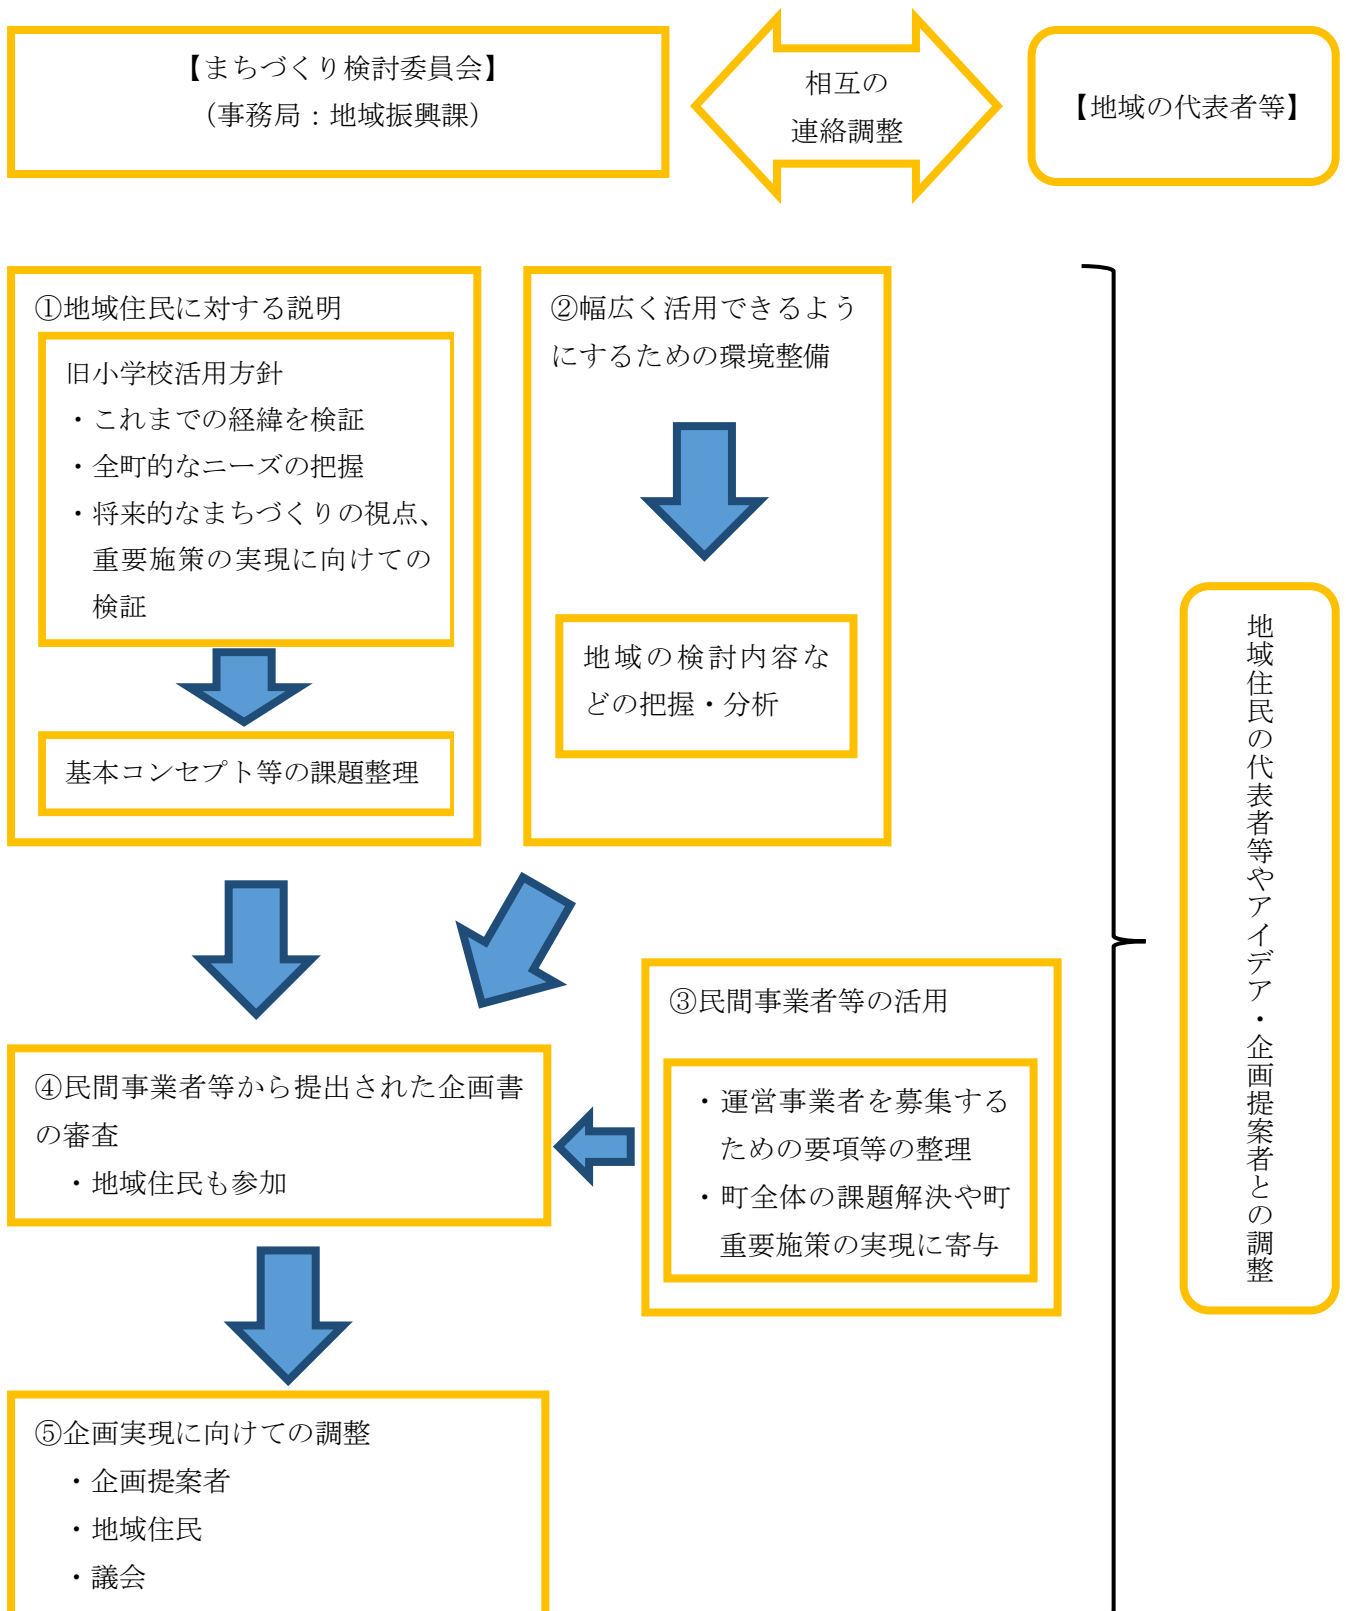 【まちづくり検討委員会】
（事務局：地域振興課）
相互の
連絡調整
【地域の代表者等】
①地域住民に対する説明
旧小学校活用方針
・これまでの経緯を検証
・全町的なニーズの把握
・将来的なまちづくりの視点、
重要施策の実現に向けての
検証
基本コンセプト等の課題整理
②幅広く活用できるよう
にするための環境整備
地域の検討内容な
どの把握・分析
③民間事業者等の活用
・運営事業者を募集する
ための要項等の整理
・町全体の課題解決や町
重要施策の実現に寄与
④民間事業者等から提出された企画書
の審査
・地域住民も参加
⑤企画実現に向けての調整
・企画提案者
・地域住民
・議会
地域住民の代表者等やアイデア・企画提案者との調整